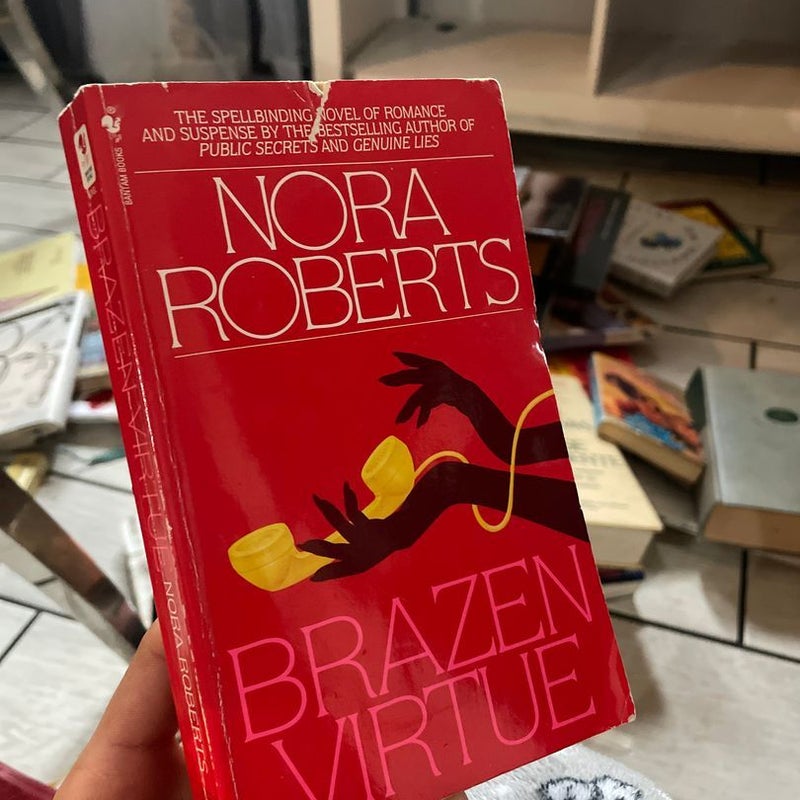 THE SPELLBINDING NOVEL OF ROMANCE
AND SUSPENSE BY THE BESTSELLING AUTHOR OF
PUBLIC SECRETS AND GENUINE LIES
NORA
ROBERTS
BRAZEN
VIRTUE
BANTAM BOOKS
BRAZEN VIRTUE NORA ROBERTS